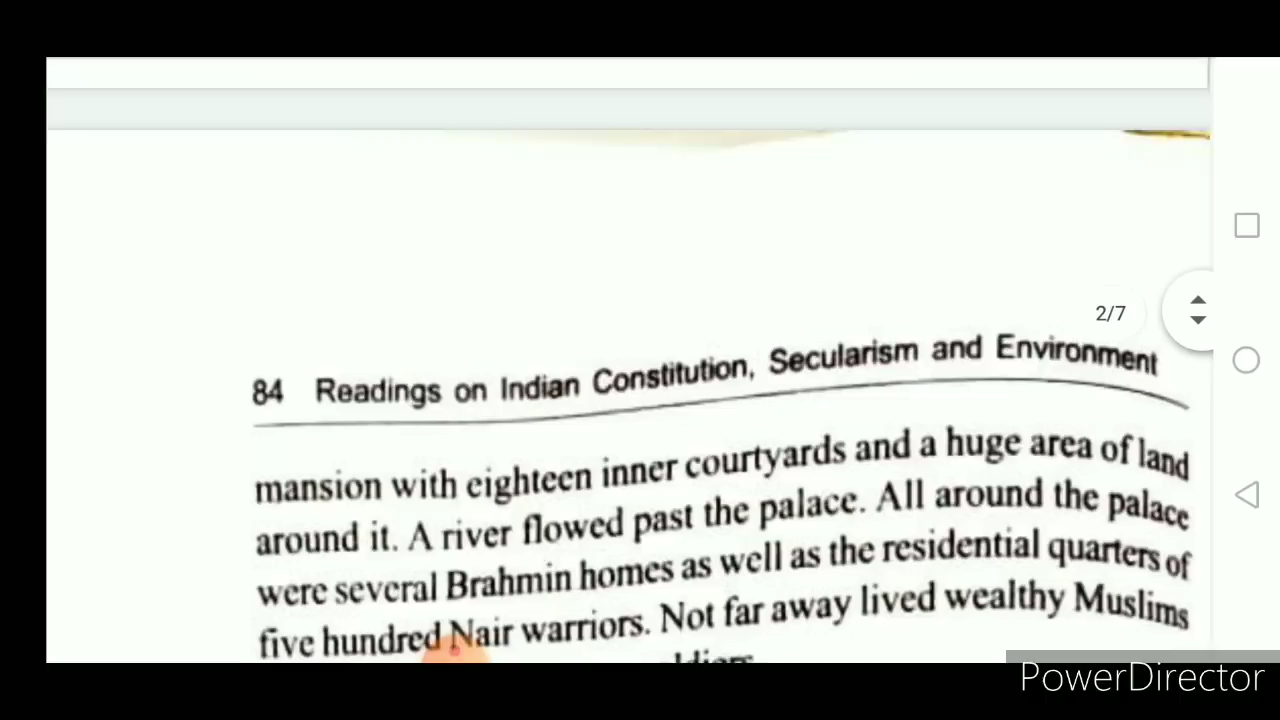 2/7
84 Readings on Indian Constitution, Secularism and Environment
mansion with eighteen inner courtyards and a huge area of land
around it. A river flowed past the palace. All around the palace
were several Brahmin homes as well as the residential quarters of
five hundred Nair warriors. Not far away lived wealthy Muslims
PowerDirector